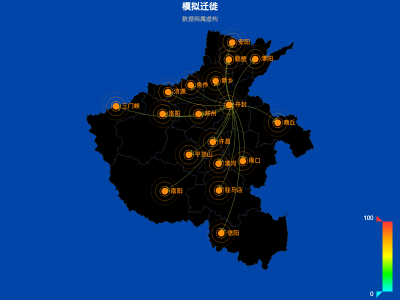 模拟迁徙
数据纯属虚构
安阳
鹤壁
濮阳
新乡
焦作
济源
三门峡
开封
洛阳
郑州
商丘
许昌
平顶山
漯河
周口
南阳
驻马店
信阳
100
0